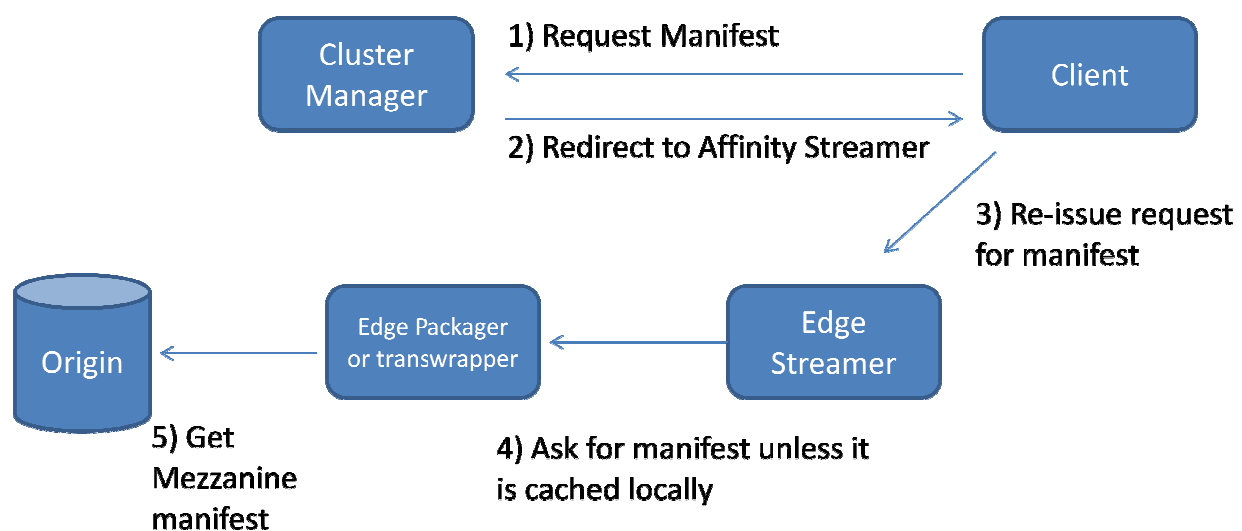 Cluster
Manager
1) Request Manifest
Client
2) Redirect to Affinity Streamer
3) Re-issue request
for manifest
Origin
Edge Packager
or transwrapper
Edge
Streamer
5) Get
Mezzanine
manifest
4) Ask for manifest unless it
is cached locally